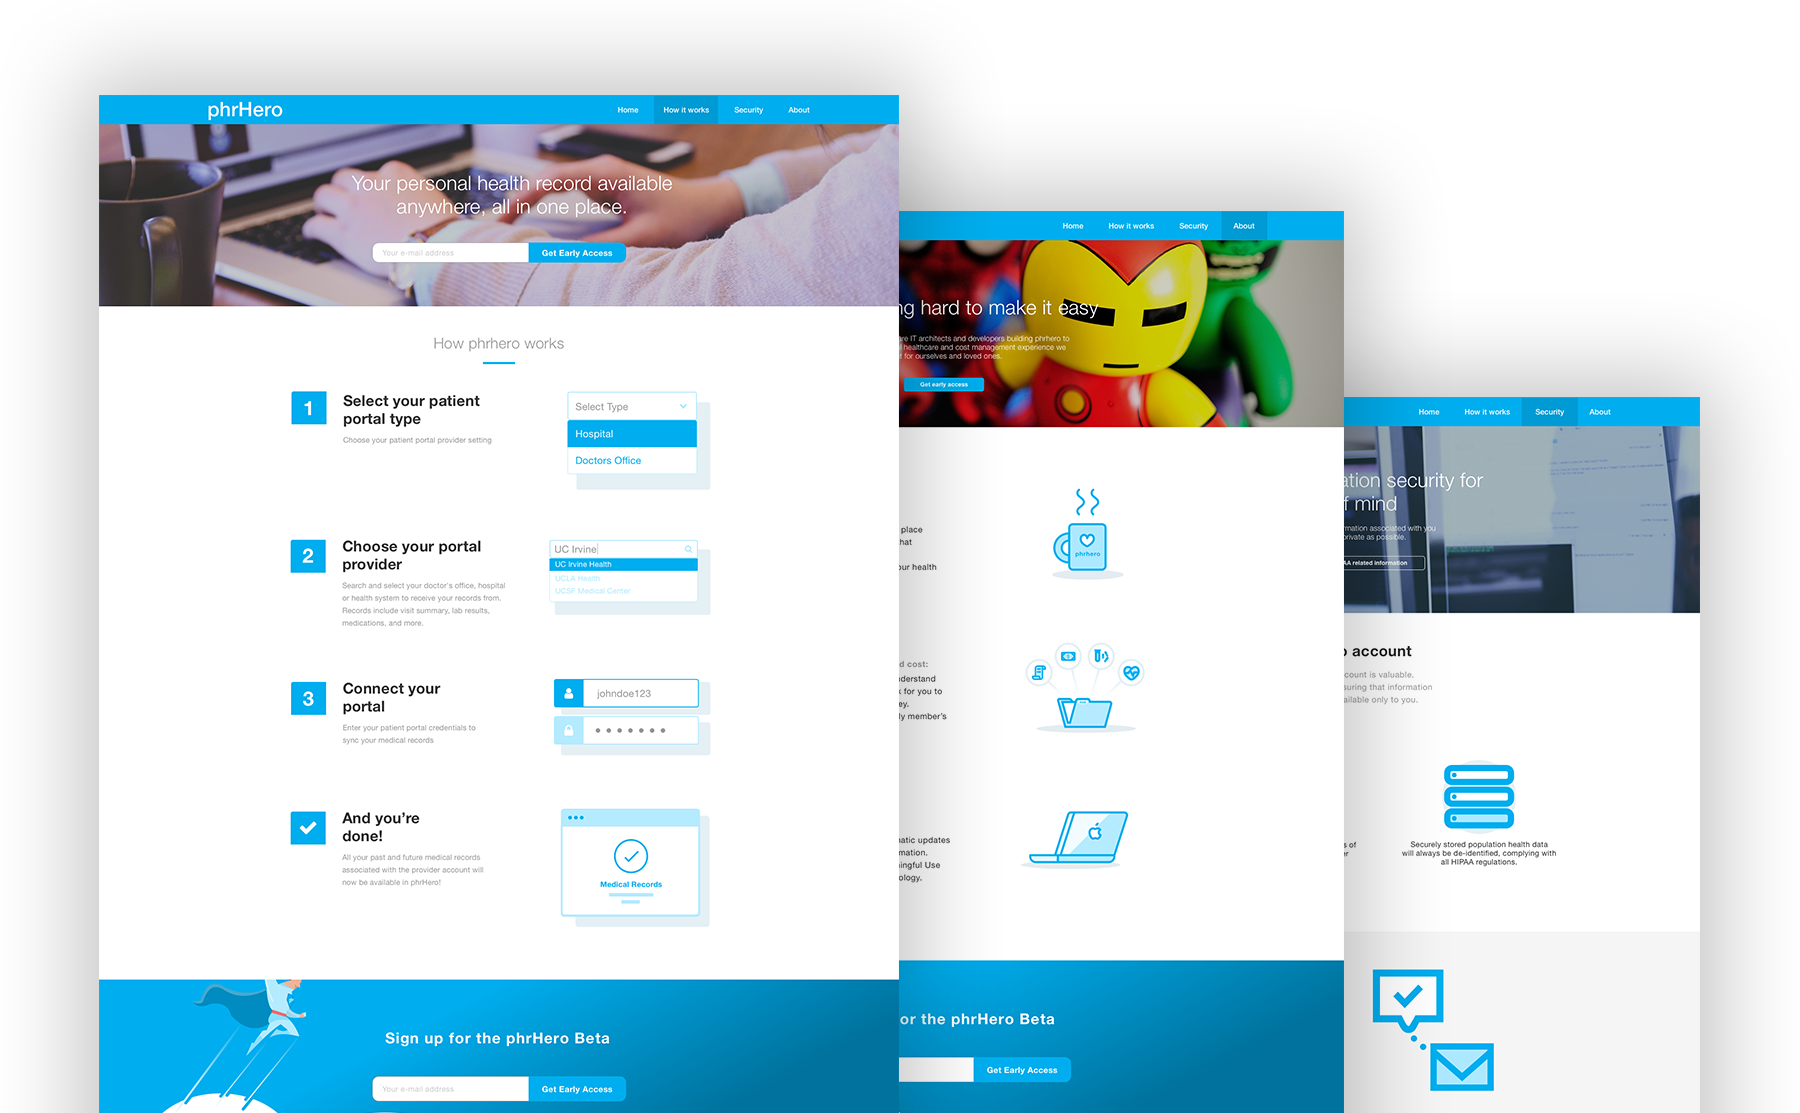 phrHero
Home
How it works
Security
About
Your personal health record available
anywhere, all in one place.
Your e-mail address
Get Early Access
How phrhero works
1
Select your patient
portal type
Choose your patient portal provider setting
Select Type
Hospital
Doctors Office
2
Choose your portal
provider
Search and select your doctor's office, hospital
or health system to receive your records from.
Records include visit summary, lab results,
medications, and more.
UC Irvine
UC Irvine Health
UCLA Health
UCSF Medical Center
3
Connect your
portal
Enter your patient portal credentials to
sync your medical records
johndoe123
And you're
done!
All your past and future medical records
associated with the provider account will
now be available in phrHero!
Medical Records
Sign up for the phrHero Beta
Your e-mail address
Get Early Access
Home
How it works
Security
About
hard to make it easy
IT architects and developers building phrhero to
healthcare and cost management experience we
for ourselves and loved ones.
Get early access
place
hat
our health
phrhero
d cost:
nderstand
for you to
ey.
ly member's
natic updates
mation.
ningful Use
ology.
or the phrHero Beta
Get Early Access
Home
How it works
Security
About
ation security for
f mind
rmation associated with you
private as possible.
AA related information
o account
count is valuable.
suring that information
ailable only to you.
s of
er
Securely stored population health data
will always be de-identified, complying with
all HIPAA regulations.